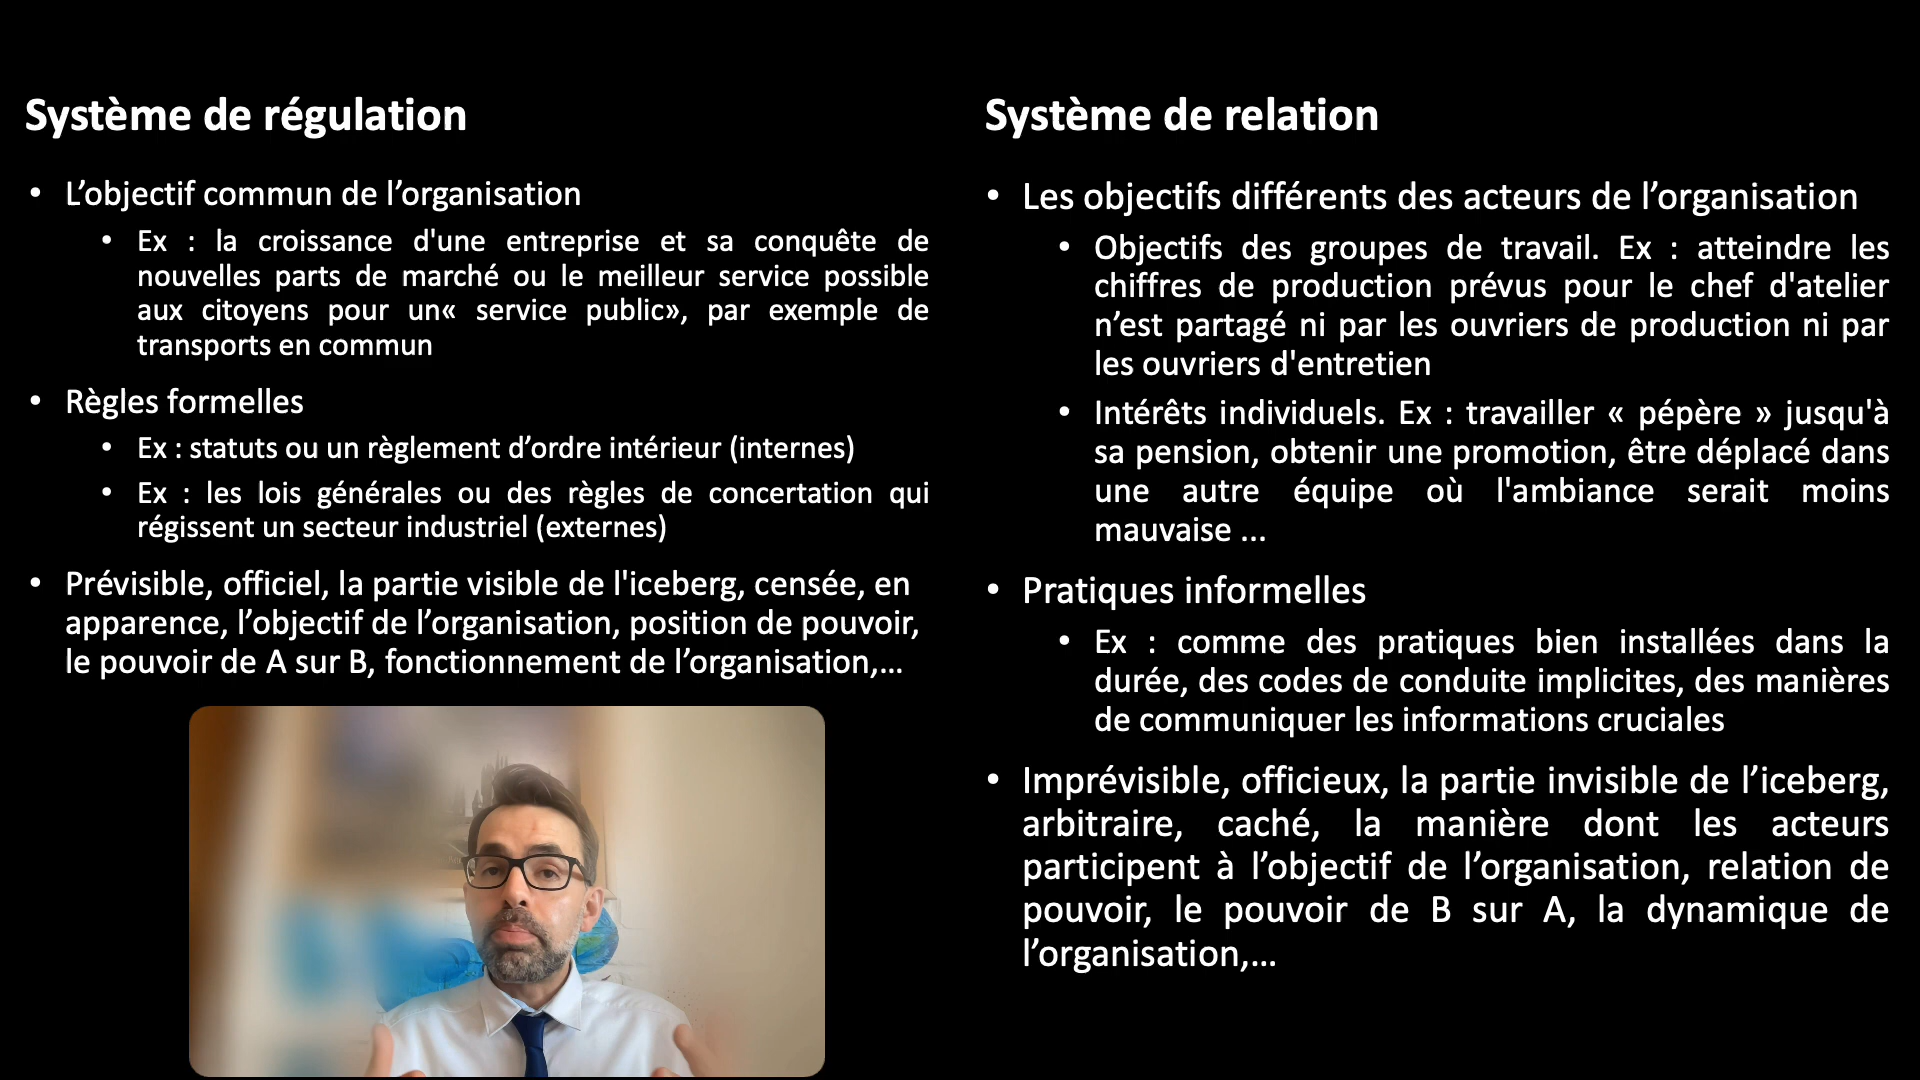 Système de régulation
• L’objectif commun de l’organisation
• Ex : la croissance d'une entreprise et sa conquête de
nouvelles parts de marché ou le meilleur service possible
aux citoyens pour un« service public», par exemple de
transports en commun
• Règles formelles
• Ex : statuts ou un règlement d’ordre intérieur (internes)
• Ex : les lois générales ou des règles de concertation qui
régissent un secteur industriel (externes)
• Prévisible, officiel, la partie visible de l'iceberg, censée, en
apparence, l’objectif de l’organisation, position de pouvoir,
le pouvoir de A sur B, fonctionnement de l’organisation,…
Système de relation
• Les objectifs différents des acteurs de l’organisation
• Objectifs des groupes de travail. Ex : atteindre les
chiffres de production prévus pour le chef d'atelier
n’est partagé ni par les ouvriers de production ni par
les ouvriers d'entretien
• Intérêts individuels. Ex : travailler « pépère » jusqu'à
sa pension, obtenir une promotion, être déplacé dans
une autre équipe où l'ambiance serait moins
mauvaise ...
• Pratiques informelles
• Ex : comme des pratiques bien installées dans la
durée, des codes de conduite implicites, des manières
de communiquer les informations cruciales
• Imprévisible, officieux, la partie invisible de l’iceberg,
arbitraire, caché, la manière dont les acteurs
participent à l’objectif de l’organisation, relation de
pouvoir, le pouvoir de B sur A, la dynamique de
l’organisation,…